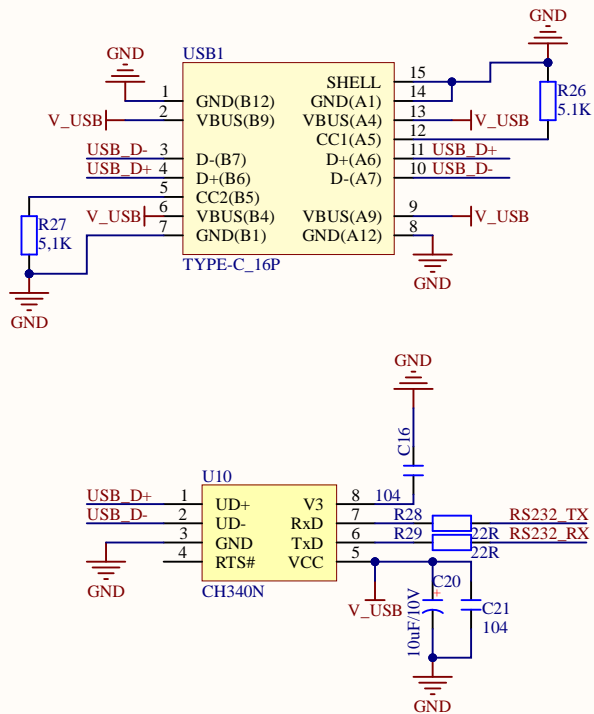 GND
USB1
GND
SHELL 15
GND(A1) 14
R26
5.1K
1 GND(B12)
V_USB 2 VBUS(B9)
VBUS(A4) 13 V_USB
CC1(A5) 12
USB_D- 3 D-(B7)
D+(A6) 11 USB_D+
USB_D+ 4 D+(B6)
D-(A7) 10 USB_D-
5 CC2(B5)
R27
5,1K
V_USB 6 VBUS(B4)
VBUS(A9) 9 V_USB
7 GND(B1)
GND(A12) 8
TYPE-C_16P
GND
GND
GND
C16
104
U10
USB_D+ 1 UD+
V3 8
USB_D- 2 UD-
RxD 7 R28 RS232_TX
22R
3 GND
TxD 6 R29 RS232_RX
22R
4 RTS#
VCC 5
GND
CH340N
V_USB
C20
+
10uF/10V
C21
104
GND